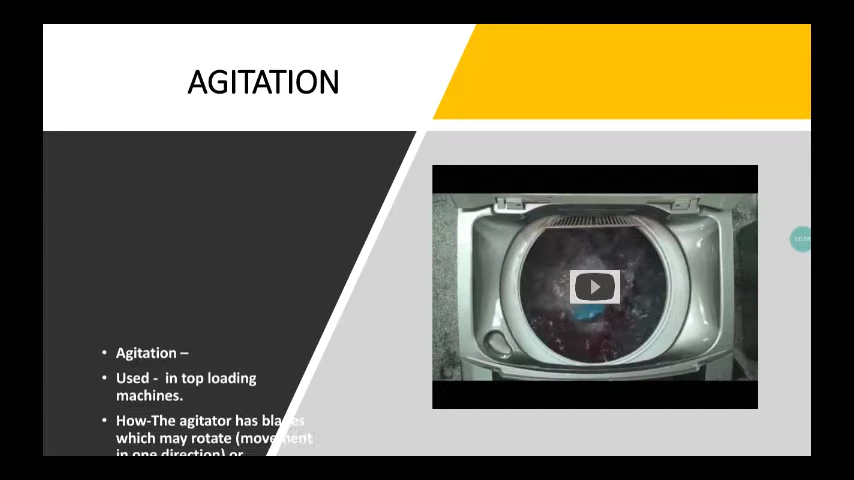 AGITATION
• Agitation –
• Used - in top loading
machines.
• How-The agitator has blades
which may rotate (movement
in one direction) or